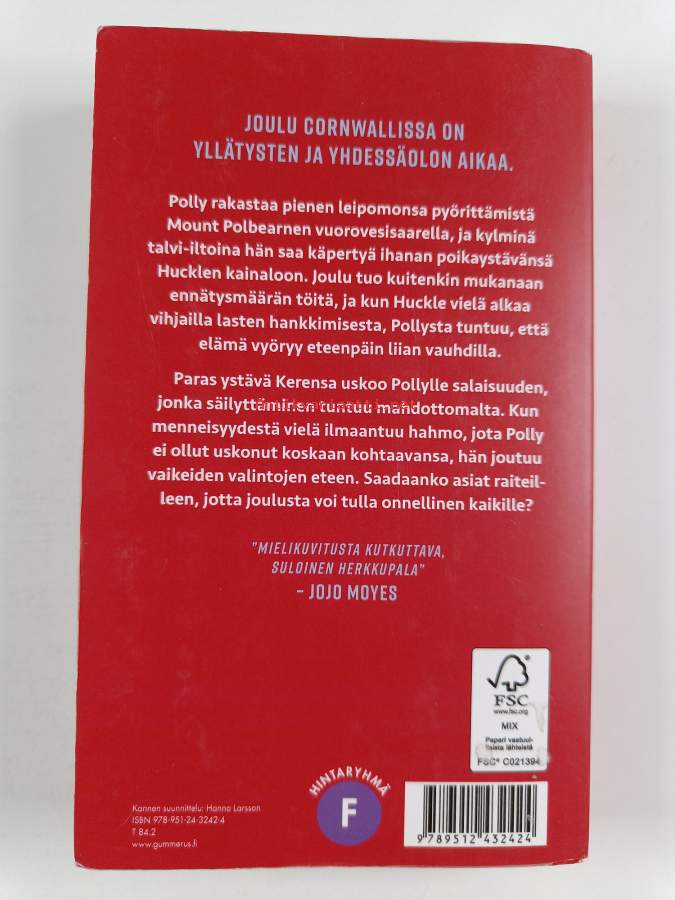 JOULU CORNWALLISSA ON
YLLÄTYSTEN JA YHDESSÄOLON AIKAA.
Polly rakastaa pienen leipomonsa pyörittämistä
Mount Polbearnen vuorovesisaarella, ja kylminä
talvi-iltoina hän saa käpertyä ihanan poikaystävänsä
Hucklen kainaloon. Joulu tuo kuitenkin mukanaan
ennätysmäärän töitä, ja kun Huckle vielä alkaa
vihjailla lasten hankkimisesta, Pollysta tuntuu, että
elämä vyöryy eteenpäin liian vauhdilla.
Paras ystävä Kerensa uskoo Pollylle salaisuuden,
jonka säilyttäminen tuntuu mahdottomalta. Kun
menneisyydestä vielä ilmaantuu hahmo, jota Polly
ei ollut uskonut koskaan kohtaavansa, hän joutuu
vaikeiden valintojen eteen. Saadaanko asiat raiteil-
leen, jotta joulusta voi tulla onnellinen kaikille?
"MIELIKUVITUSTA KUTKUTTAVA,
SULOINEN HERKKUPALA"
– JOJO MOYES
FSC
www.fsc.org
MIX
Paperi vastuul-
lisista lähteistä
FSC® C021394
HINTARYHMÄ
F
Kannen suunnittelu: Hanna Larsson
ISBN 978-951-24-3242-4
T 84.2
www.gummerus.fi
9 789512 432424